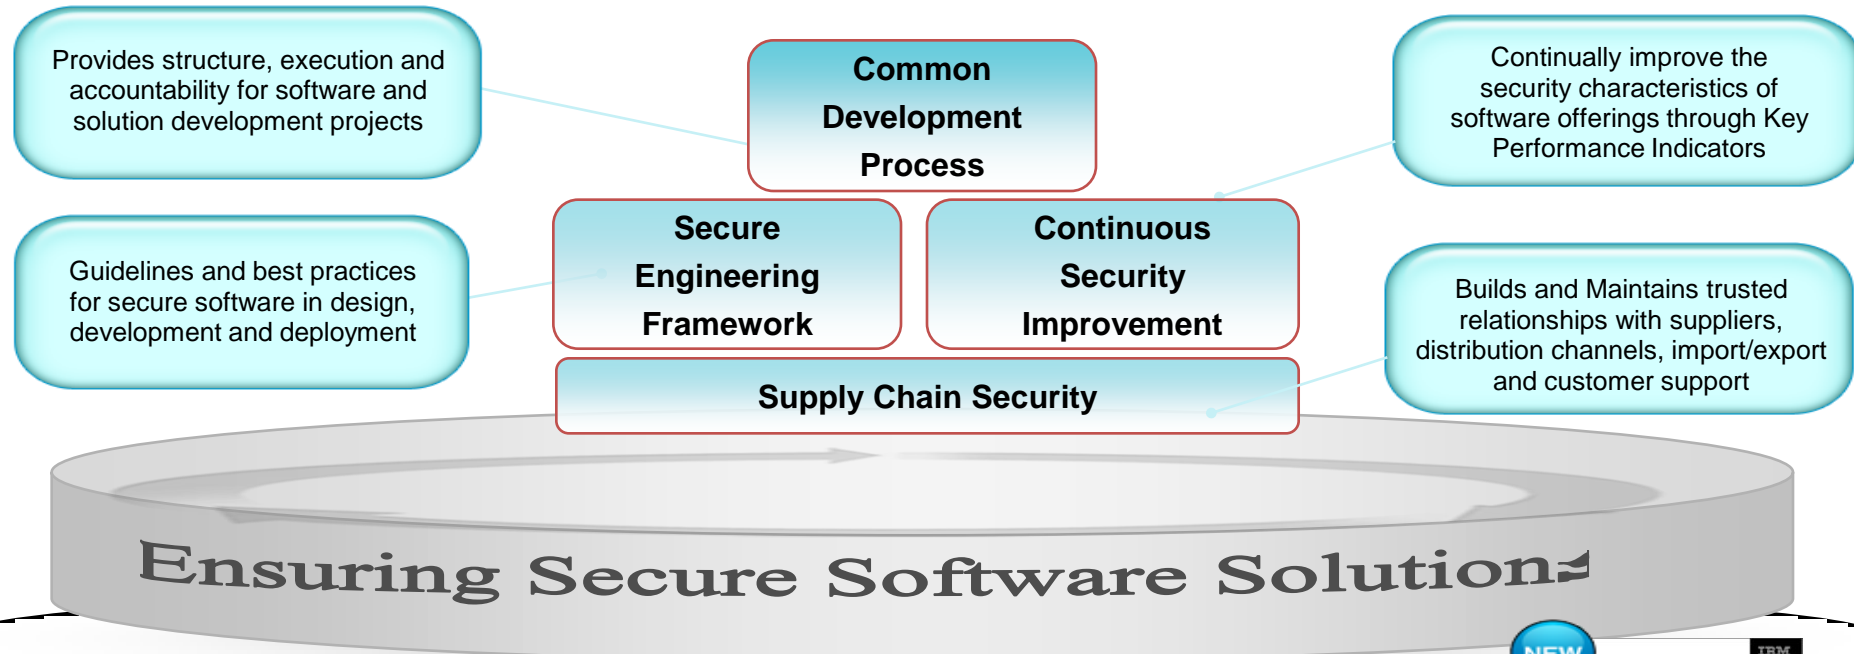 Provides structure, execution and
accountability for software and
solution development projects
Common
Development
Process
Continually improve the
security characteristics of
software offerings through Key
Performance Indicators
Guidelines and best practices
for secure software in design,
development and deployment
Secure
Engineering
Framework
Continuous
Security
Improvement
Builds and Maintains trusted
relationships with suppliers,
distribution channels, import/export
and customer support
Supply Chain Security
Ensuring Secure Software Solutions
NEW
IBM